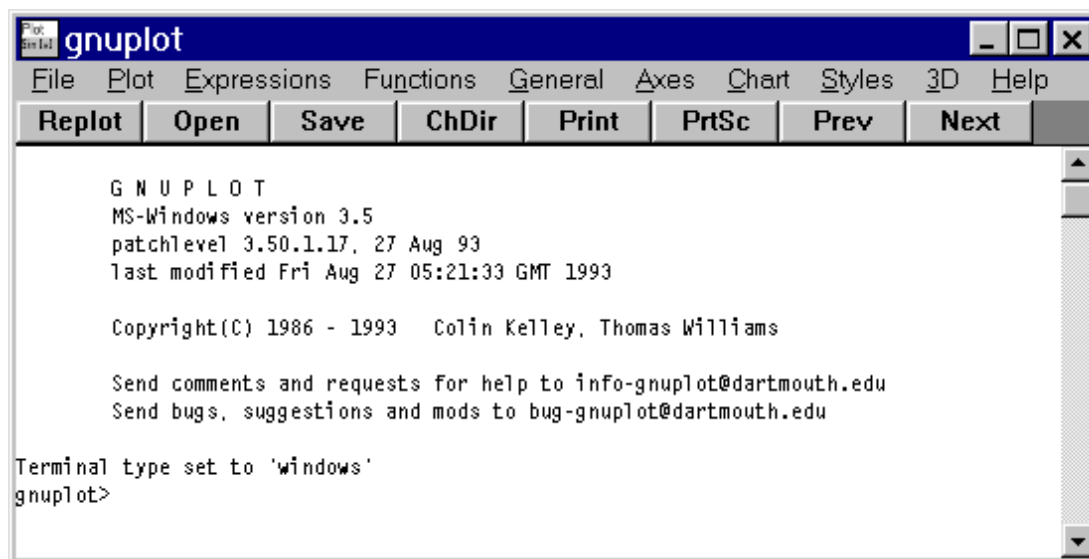 gnuplot
File Plot Expressions Functions General Axes Chart Styles 3D Help
Replot Open Save ChDir Print PrtSc Prev Next
G N U P L O T
MS-Windows version 3.5
patchlevel 3.50.1.17, 27 Aug 93
last modified Fri Aug 27 05:21:33 GMT 1993
Copyright(C) 1986 - 1993 Colin Kelley, Thomas Williams
Send comments and requests for help to info-gnuplot@dartmouth.edu
Send bugs, suggestions and mods to bug-gnuplot@dartmouth.edu
Terminal type set to 'windows'
gnuplot>